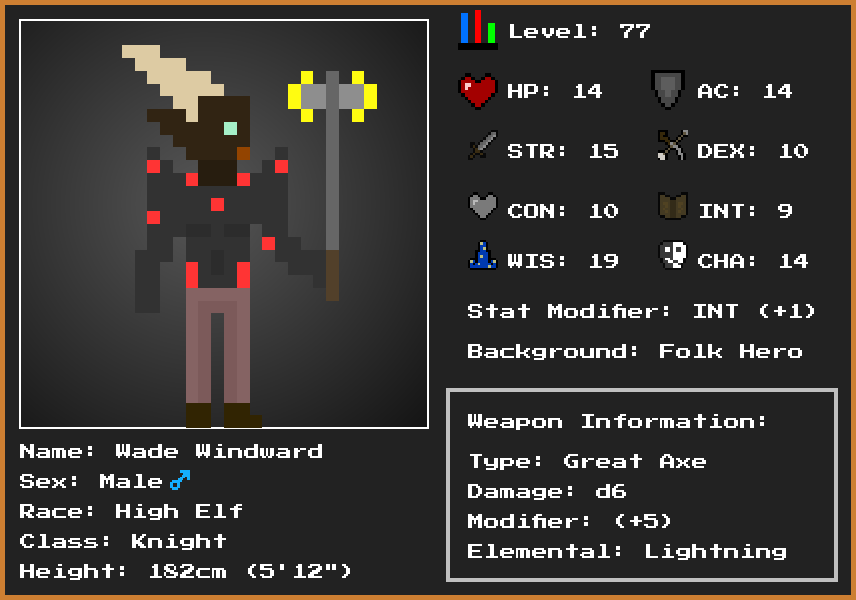 Level: 77
HP: 14 AC: 14
STR: 15 DEX: 10
CON: 10 INT: 9
WIS: 19 CHA: 14
Stat Modifier: INT (+1)
Background: Folk Hero
Weapon Information:
Type: Great Axe
Damage: d6
Modifier: (+5)
Elemental: Lightning
Name: Wade Windward
Sex: Male♂
Race: High Elf
Class: Knight
Height: 182cm (5'12")